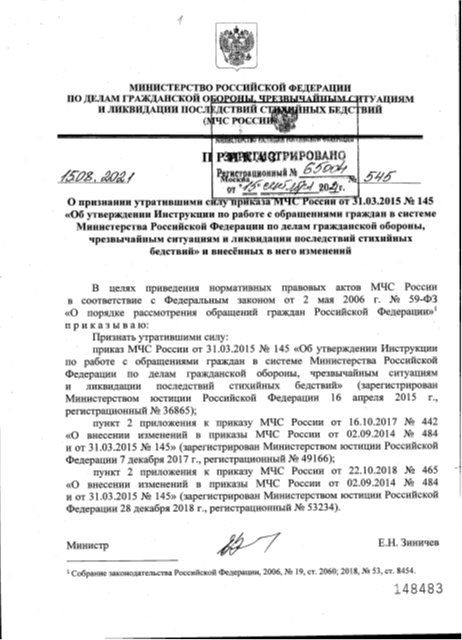 1
МИНИСТЕРСТВО РОССИЙСКОЙ ФЕДЕРАЦИИ
ПО ДЕЛАМ ГРАЖДАНСКОЙ ОБОРОНЫ, ЧРЕЗВЫЧАЙНЫМ СИТУАЦИЯМ
И ЛИКВИДАЦИИ ПОСЛЕДСТВИЙ СТИХИЙНЫХ БЕДСТВИЙ
(МЧС РОССИИ)
МИНИСТЕРСТВО ЮСТИЦИИ РОССИЙСКОЙ ФЕДЕРАЦИИ
ПРИКАЗ
ЗАРЕГИСТРИРОВАНО
Регистрационный № 65004
15.08.2021 Москва № 545
от "15" 2021г.
О признании утратившими силу приказа МЧС России от 31.03.2015 № 145
«Об утверждении Инструкции по работе с обращениями граждан в системе
Министерства Российской Федерации по делам гражданской обороны,
чрезвычайным ситуациям и ликвидации последствий стихийных
бедствий» и внесённых в него изменений
В целях приведения нормативных правовых актов МЧС России
в соответствие с Федеральным законом от 2 мая 2006 г. № 59-ФЗ
«О порядке рассмотрения обращений граждан Российской Федерации»¹
приказываю:
Признать утратившими силу:
приказ МЧС России от 31.03.2015 № 145 «Об утверждении Инструкции
по работе с обращениями граждан в системе Министерства Российской
Федерации по делам гражданской обороны, чрезвычайным ситуациям
и ликвидации последствий стихийных бедствий» (зарегистрирован
Министерством юстиции Российской Федерации 16 апреля 2015 г.,
регистрационный № 36865);
пункт 2 приложения к приказу МЧС России от 16.10.2017 № 442
«О внесении изменений в приказы МЧС России от 02.09.2014 № 484
и от 31.03.2015 № 145» (зарегистрирован Министерством юстиции Российской
Федерации 7 декабря 2017 г., регистрационный № 49166);
пункт 2 приложения к приказу МЧС России от 22.10.2018 № 465
«О внесении изменений в приказы МЧС России от 02.09.2014 № 484
и от 31.03.2015 № 145» (зарегистрирован Министерством юстиции Российской
Федерации 28 декабря 2018 г., регистрационный № 53234).
Министр Е.Н. Зиничев
¹ Собрание законодательства Российской Федерации, 2006, № 19, ст. 2060; 2018, № 53, ст. 8454.
148483